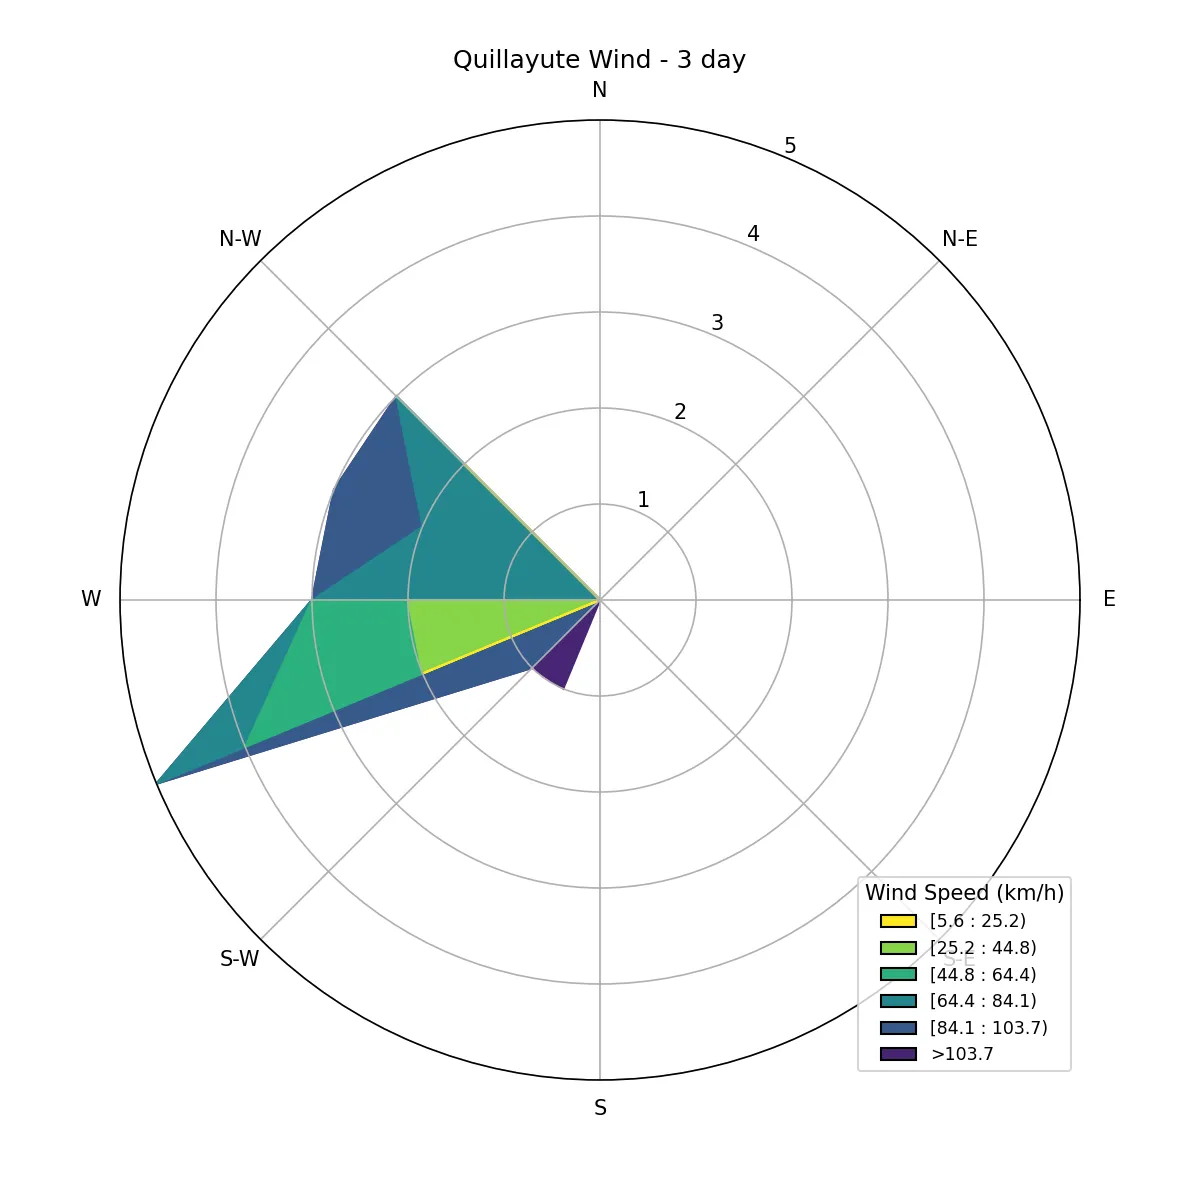 Quillayute Wind - 3 day
N
5
N-W
N-E
4
3
2
1
W
E
S-W
S-E
S
Wind Speed (km/h)
[5.6 : 25.2)
[25.2 : 44.8)
[44.8 : 64.4)
[64.4 : 84.1)
[84.1 : 103.7)
>103.7